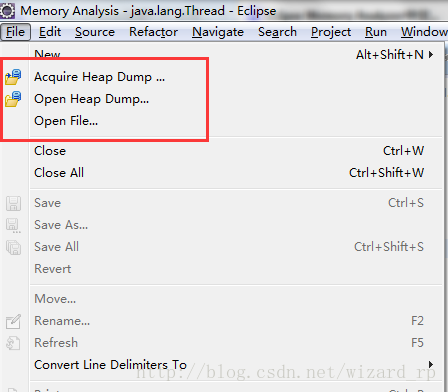 Memory Analysis - java.lang.Thread - Eclipse
File Edit Source Refactor Navigate Search Project Run Window
New Alt+Shift+N
Acquire Heap Dump ...
Open Heap Dump...
Open File...
Close Ctrl+W
Close All Ctrl+Shift+W
Save Ctrl+S
Save As...
Save All Ctrl+Shift+S
Revert
Move...
Rename... F2
Refresh F5
Convert Line Delimiters To
http://blog.csdn.net/wizard_rp